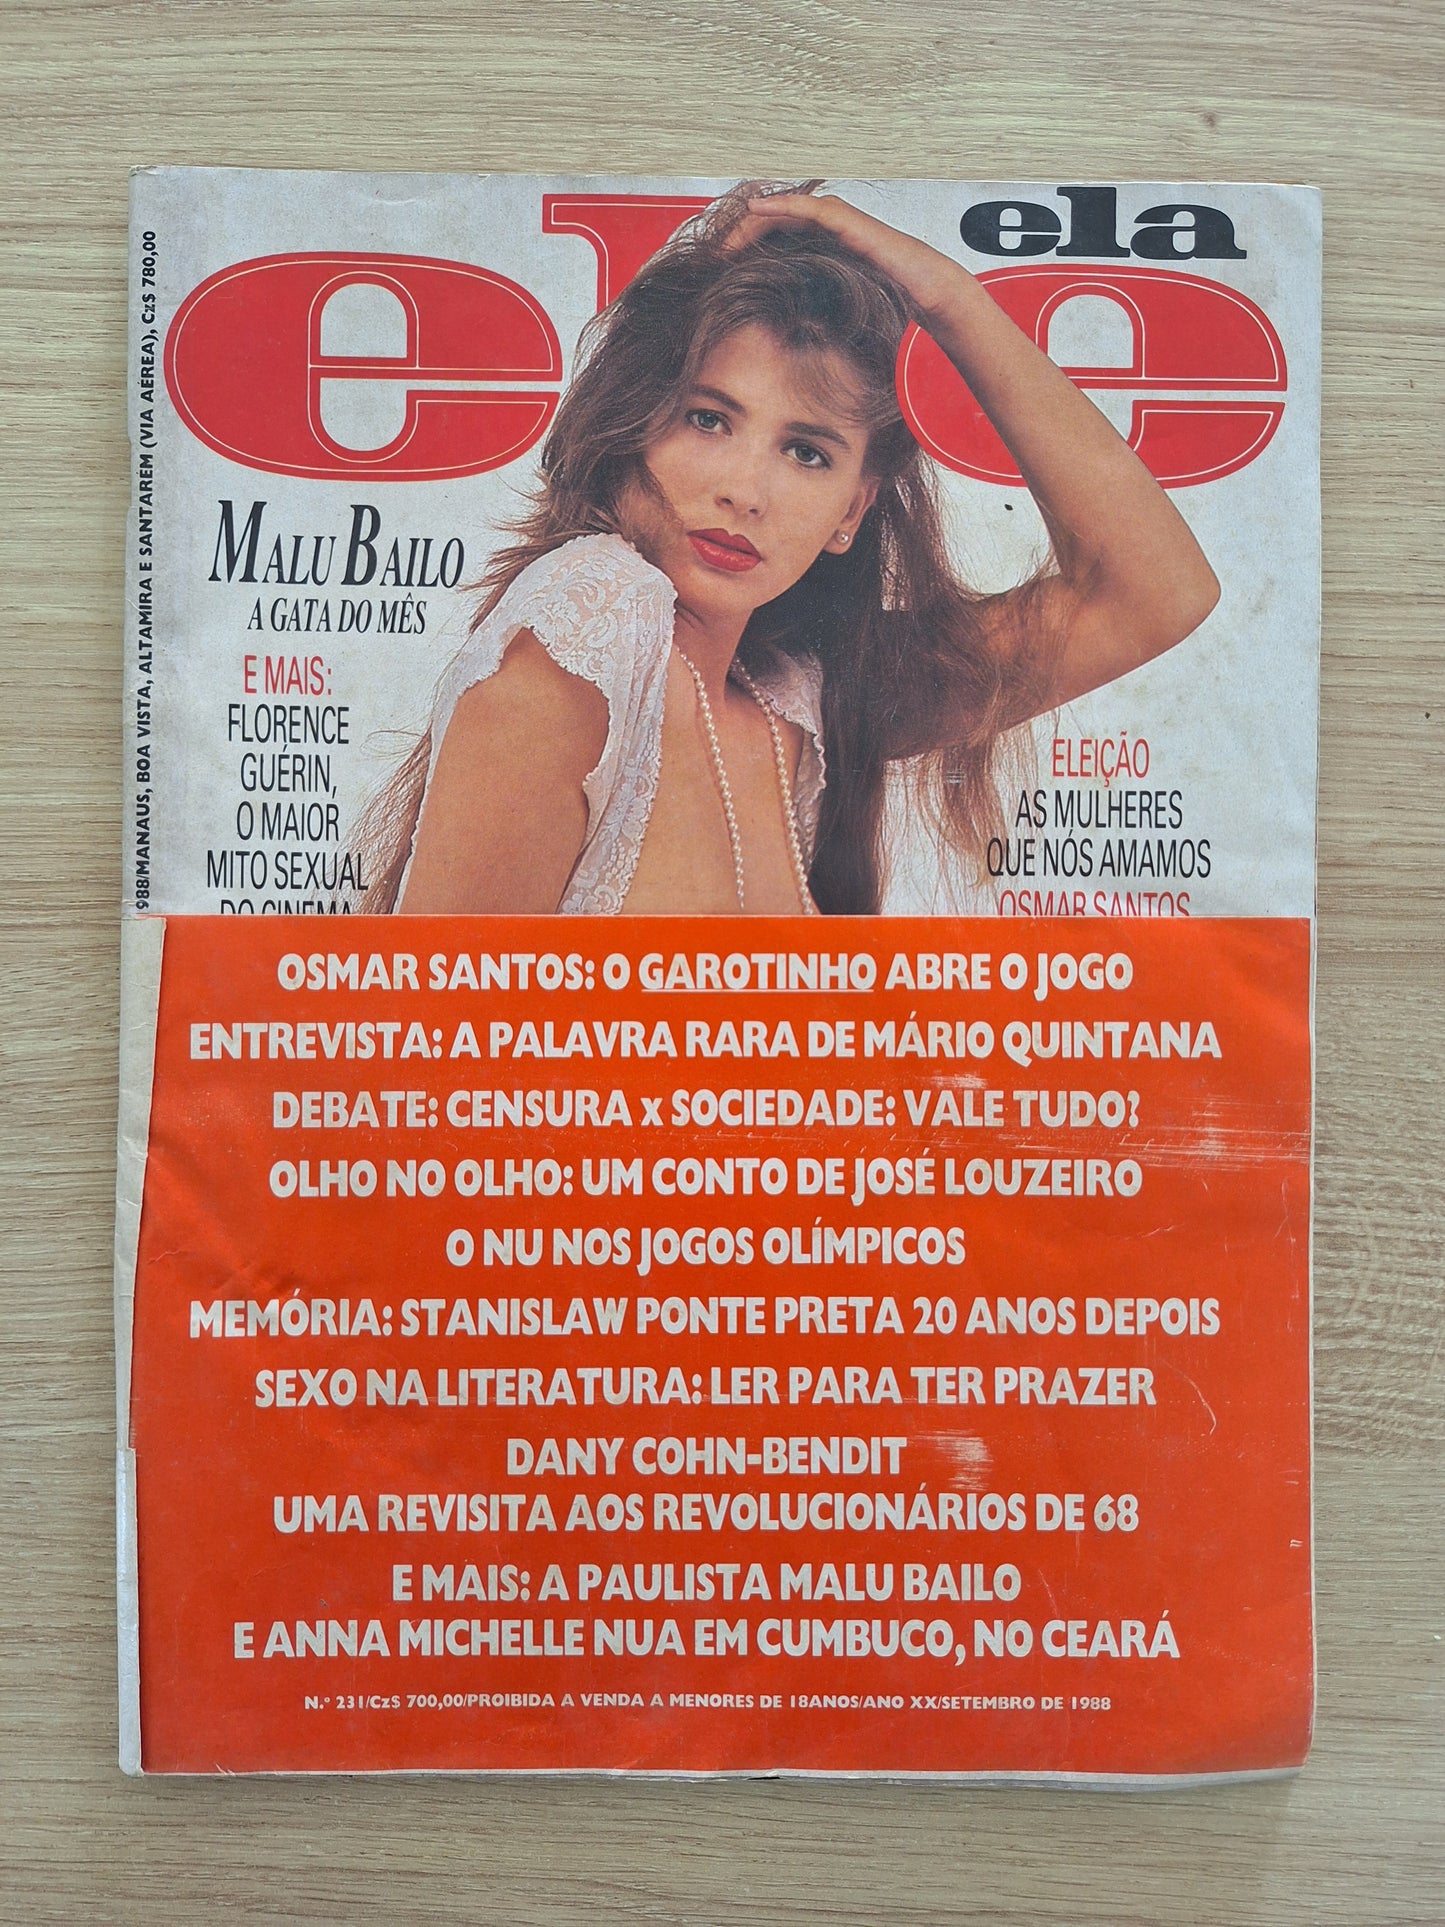 ela
ele
988/MANAUS, BOA VISTA, ALTAMIRA E SANTARÉM (VIA AÉREA), Cz$ 780,00
MALU BAILO
A GATA DO MÊS
E MAIS:
FLORENCE
GUÉRIN,
O MAIOR
MITO SEXUAL
DO CINEMA
ELEIÇÃO
AS MULHERES
QUE NÓS AMAMOS
OSMAR SANTOS
OSMAR SANTOS: O GAROTINHO ABRE O JOGO
ENTREVISTA: A PALAVRA RARA DE MÁRIO QUINTANA
DEBATE: CENSURA x SOCIEDADE: VALE TUDO?
OLHO NO OLHO: UM CONTO DE JOSÉ LOUZEIRO
O NU NOS JOGOS OLÍMPICOS
MEMÓRIA: STANISLAW PONTE PRETA 20 ANOS DEPOIS
SEXO NA LITERATURA: LER PARA TER PRAZER
DANY COHN-BENDIT
UMA REVISITA AOS REVOLUCIONÁRIOS DE 68
E MAIS: A PAULISTA MALU BAILO
E ANNA MICHELLE NUA EM CUMBUCO, NO CEARÁ
N.º 231/Cz$ 700,00/PROIBIDA A VENDA A MENORES DE 18ANOS/ANO XX/SETEMBRO DE 1988